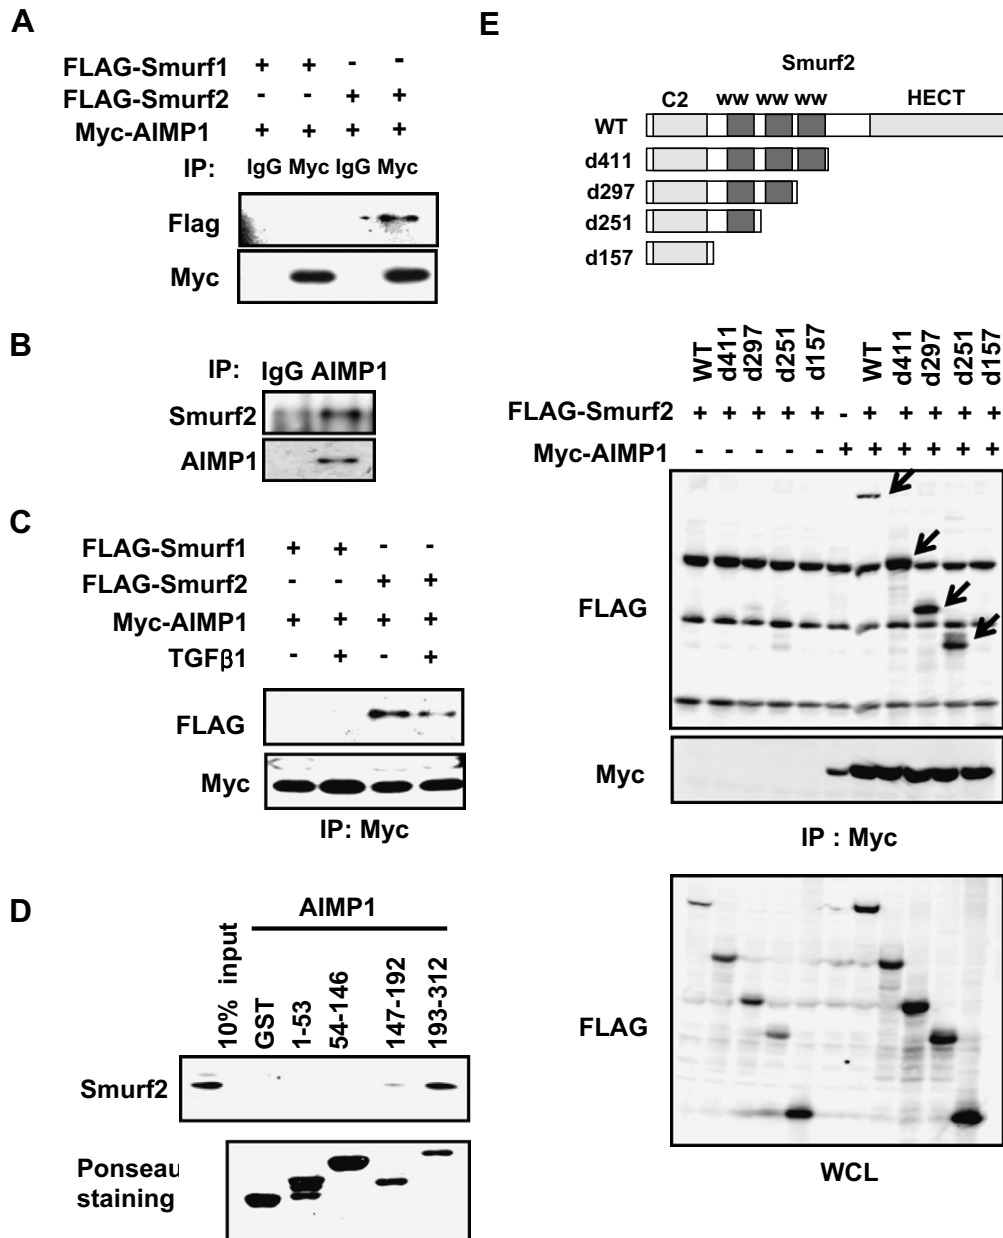 A
FLAG-Smurf1 + + - -
FLAG-Smurf2 - - + +
Myc-AIMP1 + + + +
IP: IgG Myc IgG Myc
Flag
Myc
B
IP: IgG AIMP1
Smurf2
AIMP1
C
FLAG-Smurf1 + + - -
FLAG-Smurf2 - - + +
Myc-AIMP1 + + + +
TGFβ1 - + - +
FLAG
Myc
IP: Myc
D
AIMP1
10% input GST 1-53 54-146 147-192 193-312
Smurf2
Ponseau
staining
E
Smurf2
C2 WW WW WW HECT
WT
d411
d297
d251
d157
WT d411 d297 d251 d157 WT d411 d297 d251 d157
FLAG-Smurf2 + + + + + - + + + + +
Myc-AIMP1 - - - - - + + + + + +
FLAG
Myc
IP : Myc
FLAG
WCL